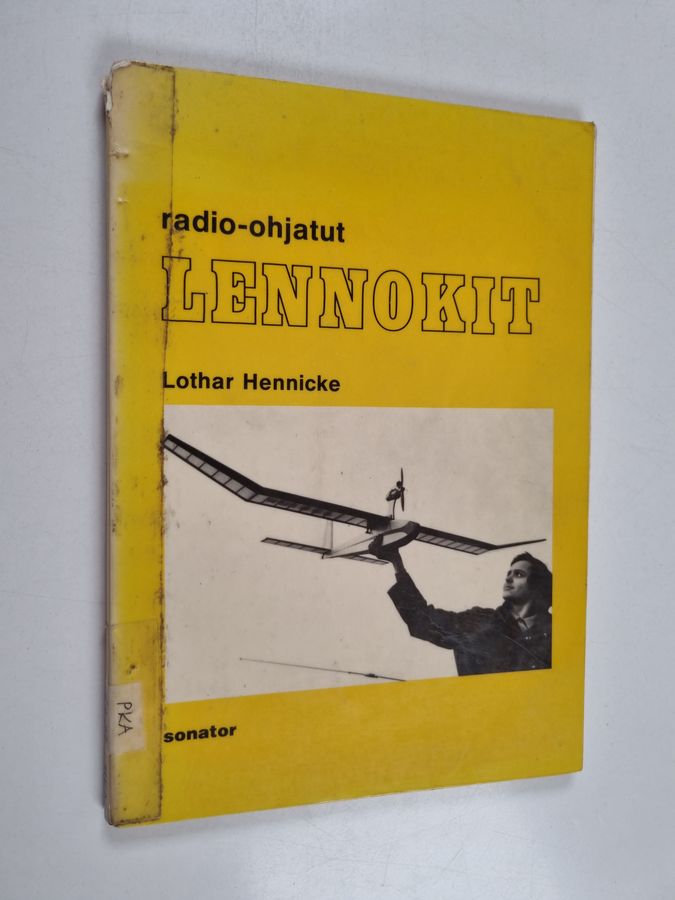 radio-ohjatut
LENNOKIT
Lothar Hennicke
sonator
PKA